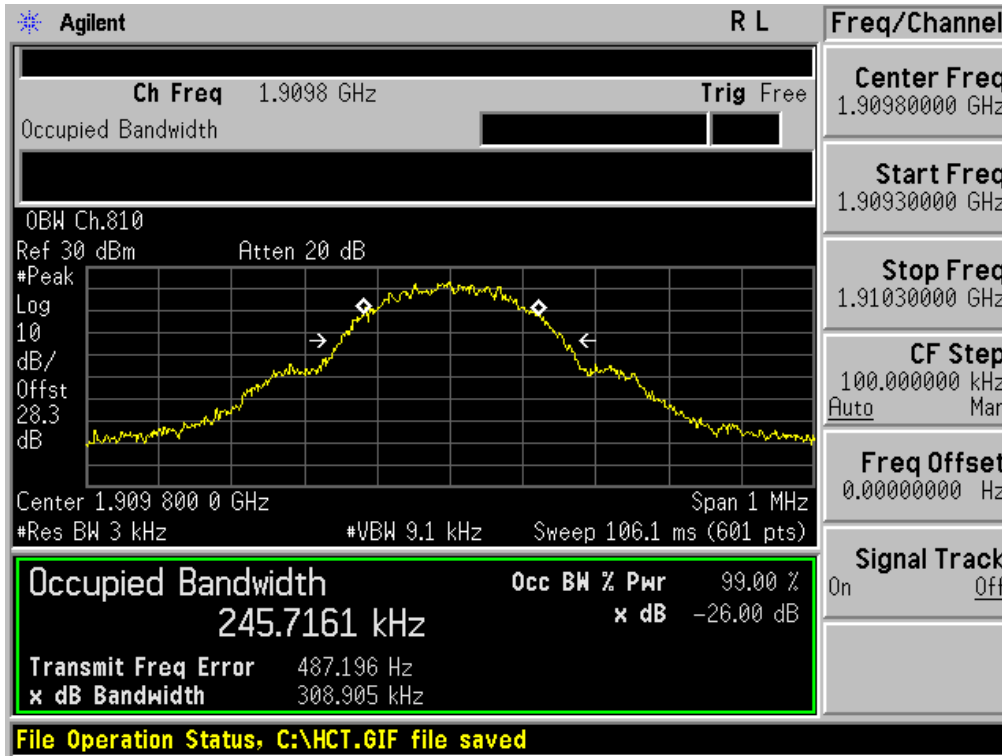 Agilent
R L
Ch Freq 1.9098 GHz
Trig Free
Occupied Bandwidth
OBW Ch.810
Ref 30 dBm Atten 20 dB
#Peak
Log
10
dB/
Offst
28.3
dB
Center 1.909 800 0 GHz Span 1 MHz
#Res BW 3 kHz #VBW 9.1 kHz Sweep 106.1 ms (601 pts)
Occupied Bandwidth
245.7161 kHz
Occ BW % Pwr 99.00 %
x dB -26.00 dB
Transmit Freq Error 487.196 Hz
x dB Bandwidth 308.905 kHz
File Operation Status, C:\HCT.GIF file saved
Freq/Channel
Center Freq
1.90980000 GHz
Start Freq
1.90930000 GHz
Stop Freq
1.91030000 GHz
CF Step
100.000000 kHz
Auto Man
Freq Offset
0.00000000 Hz
Signal Track
On Off